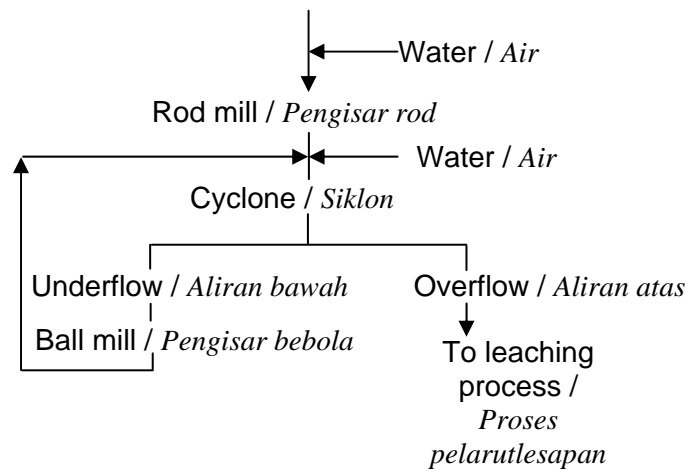 Water / Air
Rod mill / Pengisar rod
Water / Air
Cyclone / Siklon
Underflow / Aliran bawah
Overflow / Aliran atas
Ball mill / Pengisar bebola
To leaching
process /
Proses
pelarutlesapan